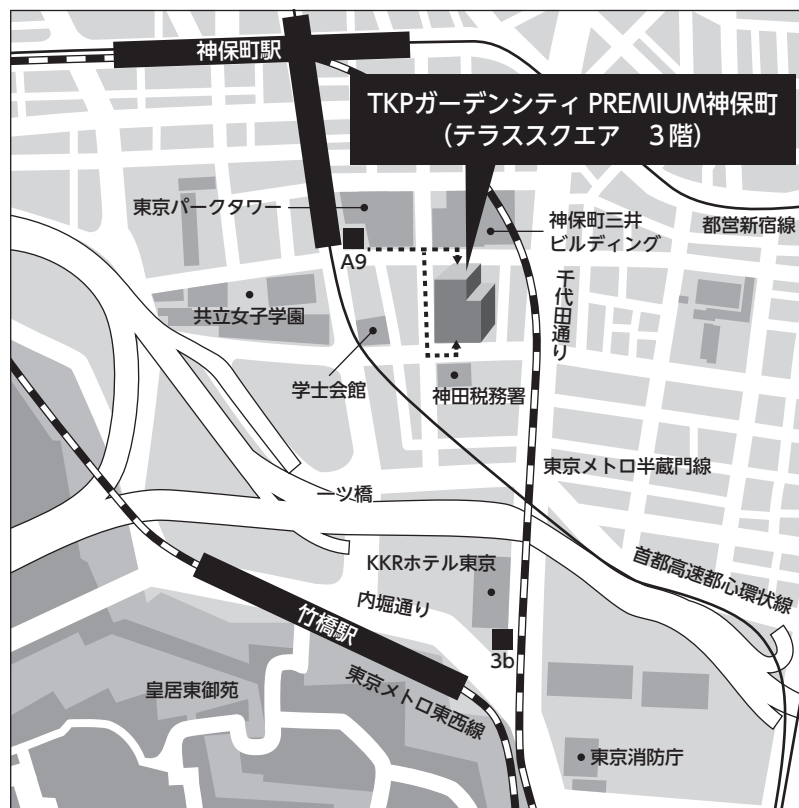 神保町駅
TKPガーデンシティ PREMIUM神保町
(テラススクエア　3階)
東京パークタワー
神保町三井
ビルディング
都営新宿線
A9
千代田通り
共立女子学園
学士会館
神田税務署
東京メトロ半蔵門線
一ツ橋
KKRホテル東京
首都高速都心環状線
内堀通り
竹橋駅
3b
東京メトロ東西線
皇居東御苑
東京消防庁